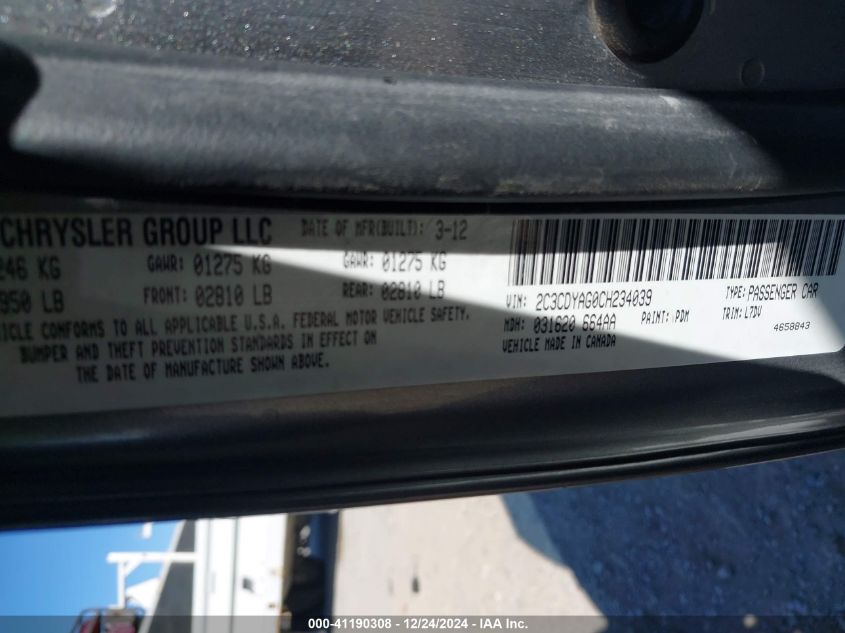 CHRYSLER GROUP LLC DATE OF MFR(BUILT): 3-12
246 KG GAWR: 01275 KG GAWR: 01275 KG
950 LB FRONT: 02810 LB REAR: 02810 LB
ICLE CONFORMS TO ALL APPLICABLE U.S.A. FEDERAL MOTOR VEHICLE SAFETY,
BUMPER AND THEFT PREVENTION STANDARDS IN EFFECT ON
THE DATE OF MANUFACTURE SHOWN ABOVE.
VIN: 2C3CDYAG0CH234039 TYPE: PASSENGER CAR
MDH: 031620 664AA PAINT: PDM TRIM: L7DV
VEHICLE MADE IN CANADA 4658843
000-41190308 - 12/24/2024 - IAA Inc.